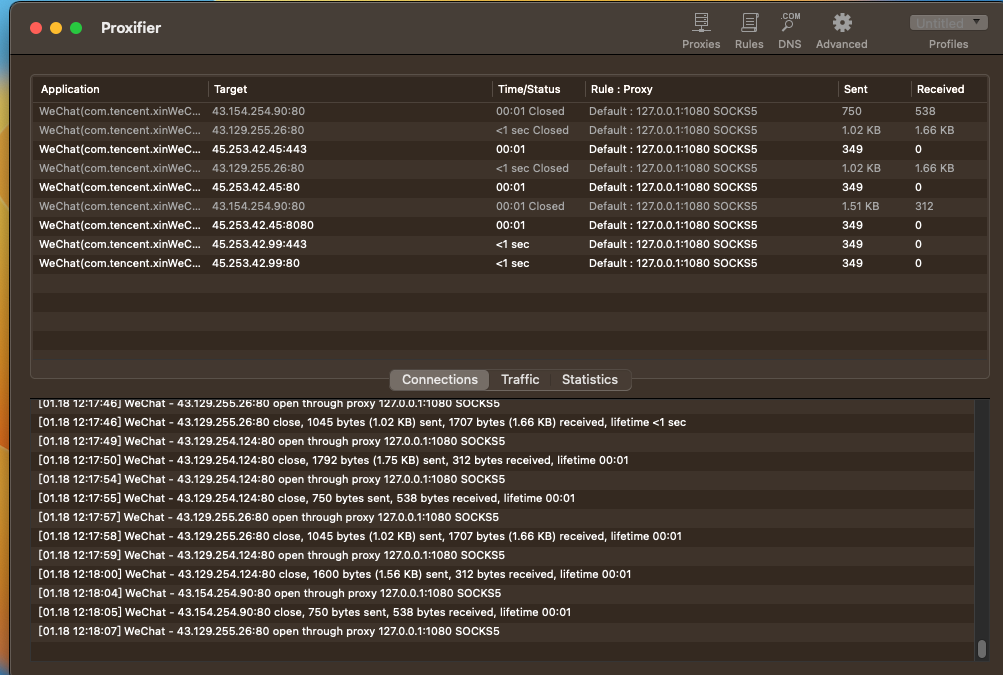 Proxifier
Proxies Rules DNS Advanced Profiles
.COM
Untitled
Application Target Time/Status Rule : Proxy Sent Received
WeChat(com.tencent.xinWeC... 43.154.254.90:80 00:01 Closed Default : 127.0.0.1:1080 SOCKS5 750 538
WeChat(com.tencent.xinWeC... 43.129.255.26:80 <1 sec Closed Default : 127.0.0.1:1080 SOCKS5 1.02 KB 1.66 KB
WeChat(com.tencent.xinWeC... 45.253.42.45:443 00:01 Default : 127.0.0.1:1080 SOCKS5 349 0
WeChat(com.tencent.xinWeC... 43.129.255.26:80 <1 sec Closed Default : 127.0.0.1:1080 SOCKS5 1.02 KB 1.66 KB
WeChat(com.tencent.xinWeC... 45.253.42.45:80 00:01 Default : 127.0.0.1:1080 SOCKS5 349 0
WeChat(com.tencent.xinWeC... 43.154.254.90:80 00:01 Closed Default : 127.0.0.1:1080 SOCKS5 1.51 KB 312
WeChat(com.tencent.xinWeC... 45.253.42.45:8080 00:01 Default : 127.0.0.1:1080 SOCKS5 349 0
WeChat(com.tencent.xinWeC... 45.253.42.99:443 <1 sec Default : 127.0.0.1:1080 SOCKS5 349 0
WeChat(com.tencent.xinWeC... 45.253.42.99:80 <1 sec Default : 127.0.0.1:1080 SOCKS5 349 0
Connections Traffic Statistics
[01.18 12:17:46] WeChat - 43.129.255.26:80 open through proxy 127.0.0.1:1080 SOCKS5
[01.18 12:17:46] WeChat - 43.129.255.26:80 close, 1045 bytes (1.02 KB) sent, 1707 bytes (1.66 KB) received, lifetime <1 sec
[01.18 12:17:49] WeChat - 43.129.254.124:80 open through proxy 127.0.0.1:1080 SOCKS5
[01.18 12:17:50] WeChat - 43.129.254.124:80 close, 1792 bytes (1.75 KB) sent, 312 bytes received, lifetime 00:01
[01.18 12:17:54] WeChat - 43.129.254.124:80 open through proxy 127.0.0.1:1080 SOCKS5
[01.18 12:17:55] WeChat - 43.129.254.124:80 close, 750 bytes sent, 538 bytes received, lifetime 00:01
[01.18 12:17:57] WeChat - 43.129.255.26:80 open through proxy 127.0.0.1:1080 SOCKS5
[01.18 12:17:58] WeChat - 43.129.255.26:80 close, 1045 bytes (1.02 KB) sent, 1707 bytes (1.66 KB) received, lifetime 00:01
[01.18 12:17:59] WeChat - 43.129.254.124:80 open through proxy 127.0.0.1:1080 SOCKS5
[01.18 12:18:00] WeChat - 43.129.254.124:80 close, 1600 bytes (1.56 KB) sent, 312 bytes received, lifetime 00:01
[01.18 12:18:04] WeChat - 43.154.254.90:80 open through proxy 127.0.0.1:1080 SOCKS5
[01.18 12:18:05] WeChat - 43.154.254.90:80 close, 750 bytes sent, 538 bytes received, lifetime 00:01
[01.18 12:18:07] WeChat - 43.129.255.26:80 open through proxy 127.0.0.1:1080 SOCKS5